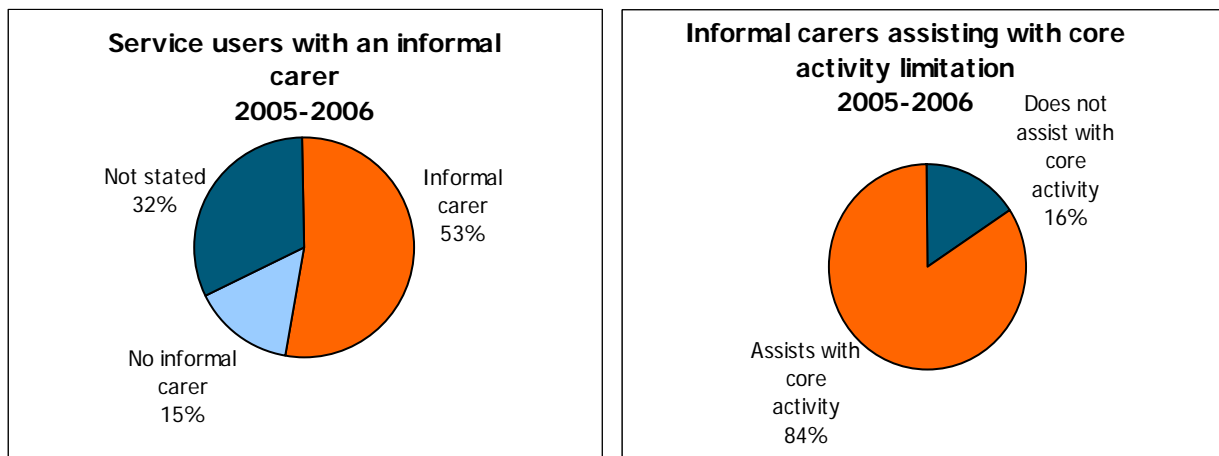 Service users with an informal
carer
2005-2006
Not stated
32%
Informal
carer
53%
No informal
carer
15%
Informal carers assisting with core
activity limitation
2005-2006
Does not
assist with
core
activity
16%
Assists with
core
activity
84%